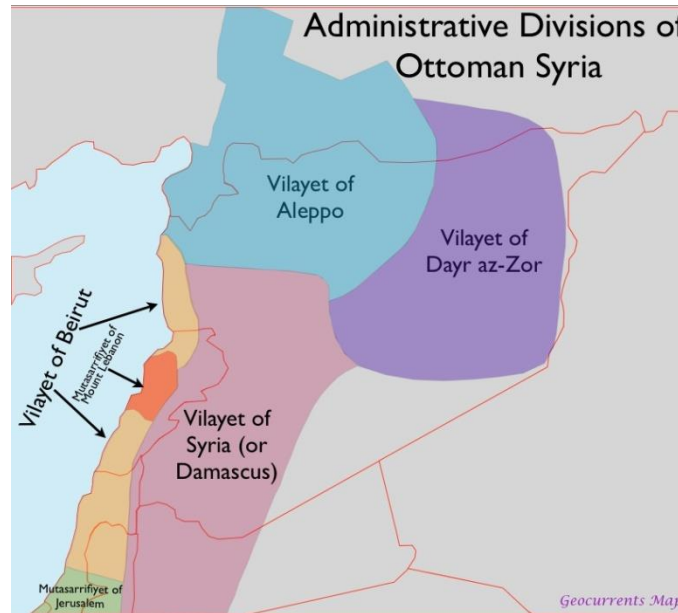 Administrative Divisions of
Ottoman Syria
Vilayet of
Aleppo
Vilayet of
Dayr az-Zor
Vilayet of Beirut
Mutasarrifiyet of
Mount Lebanon
Vilayet of
Syria (or
Damascus)
Mutasarrifiyet of
Jerusalem
Geocurrents Map